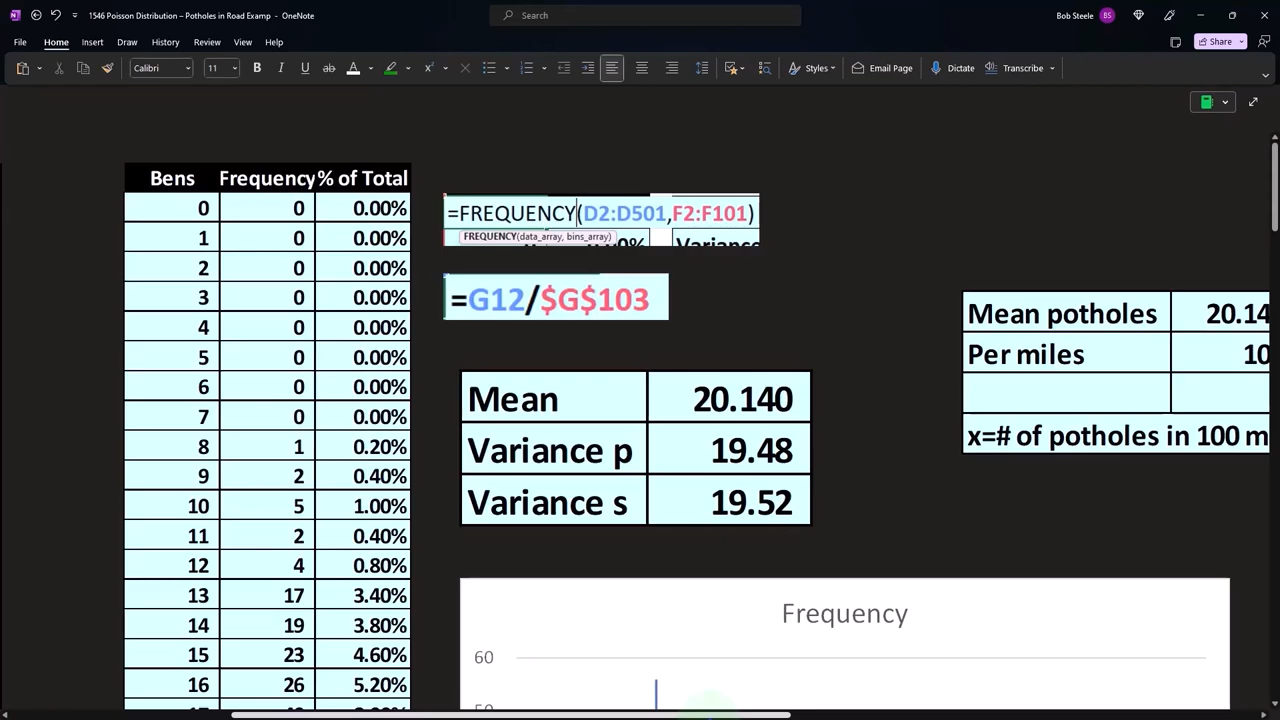 1546 Poisson Distribution – Potholes in Road Examp - OneNote
Search
Bob Steele
BS
File Home Insert Draw History Review View Help
Share
Calibri 11 B I U ab A x Styles Email Page Dictate Transcribe
Bens Frequency % of Total
0 0 0.00%
1 0 0.00%
2 0 0.00%
3 0 0.00%
4 0 0.00%
5 0 0.00%
6 0 0.00%
7 0 0.00%
8 1 0.20%
9 2 0.40%
10 5 1.00%
11 2 0.40%
12 4 0.80%
13 17 3.40%
14 19 3.80%
15 23 4.60%
16 26 5.20%
=FREQUENCY(D2:D501,F2:F101)
FREQUENCY(data_array, bins_array)
Variance
=G12/$G$103
Mean 20.140
Variance p 19.48
Variance s 19.52
Mean potholes 20.14
Per miles 10
x=# of potholes in 100 m
Frequency
60